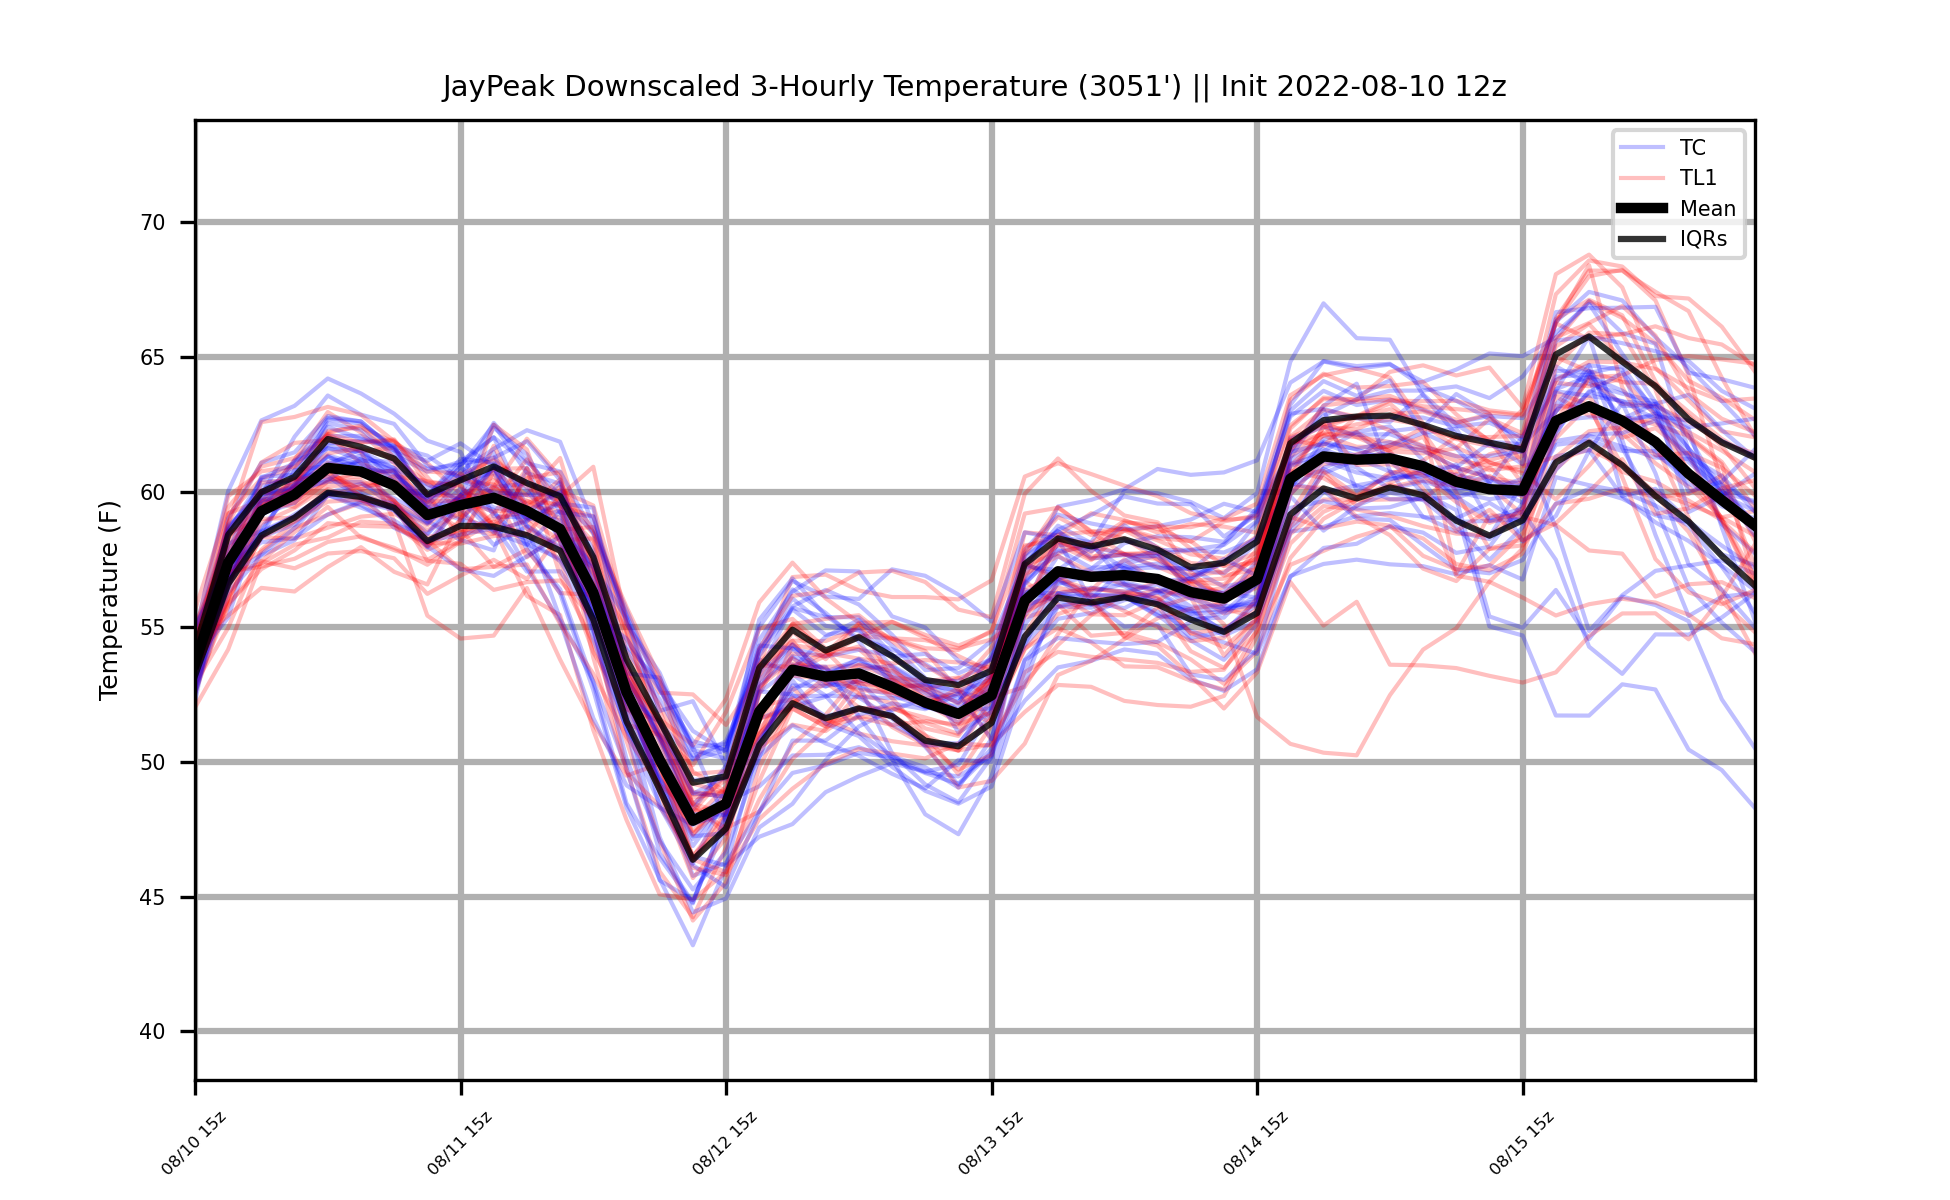 JayPeak Downscaled 3-Hourly Temperature (3051') || Init 2022-08-10 12z
TC
TL1
Mean
IQRs
Temperature (F)
70
65
60
55
50
45
40
08/10 15z
08/11 15z
08/12 15z
08/13 15z
08/14 15z
08/15 15z